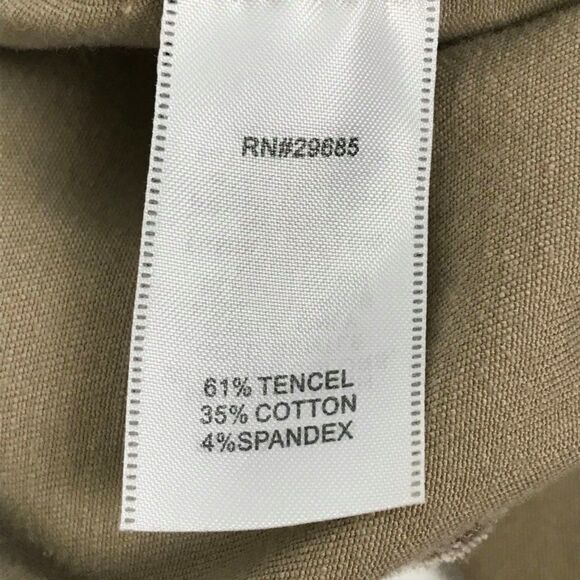 RN#29685
61% TENCEL
35% COTTON
4%SPANDEX